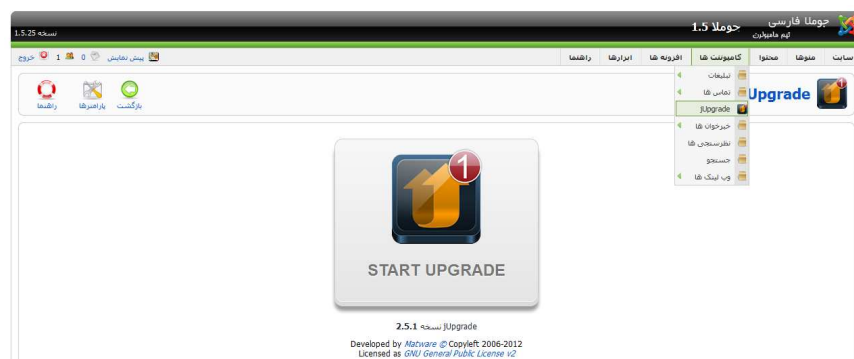 جوملا فارسی
تیم مامبولرن
جوملا 1.5
نسخه 1.5.25
سایت منوها محتوا کامپوننت ها افزونه ها ابزارها راهنما
پیش نمایش 0 1 خروج
تبلیغات
تماس ها
jUpgrade
خبرخوان ها
نظرسنجی ها
جستجو
وب لینک ها
jUpgrade
بازگشت پارامترها راهنما
1
START UPGRADE
jUpgrade نسخه 2.5.1
Developed by Matware © Copyleft 2006-2012
Licensed as GNU General Public License v2